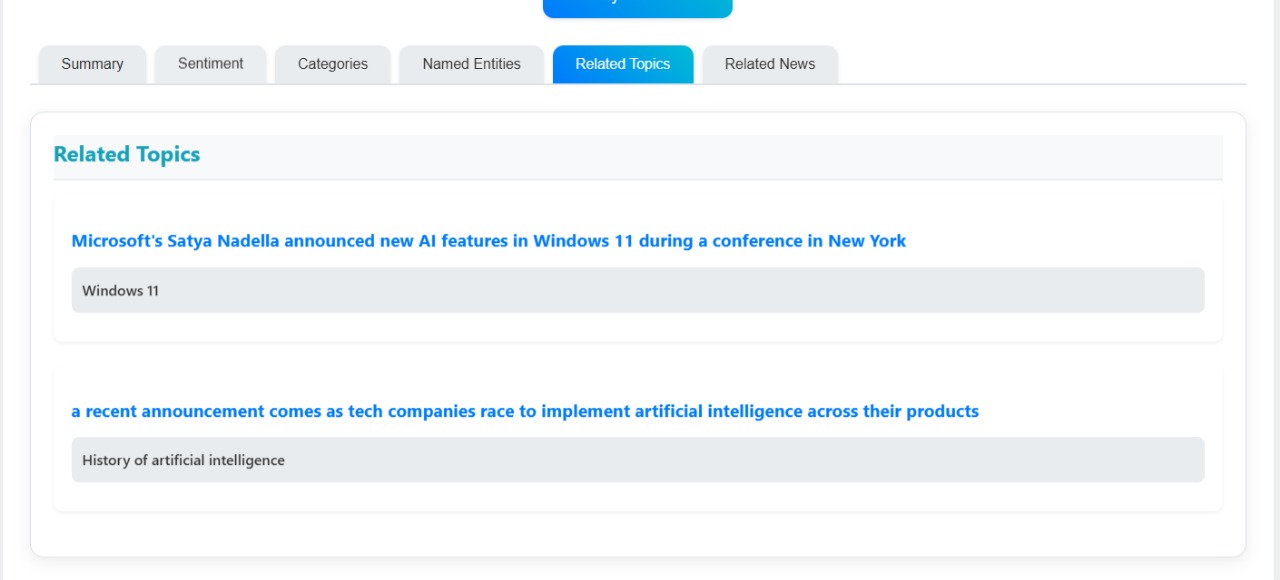 Summary
Sentiment
Categories
Named Entities
Related Topics
Related News
Related Topics
Microsoft's Satya Nadella announced new AI features in Windows 11 during a conference in New York
Windows 11
a recent announcement comes as tech companies race to implement artificial intelligence across their products
History of artificial intelligence